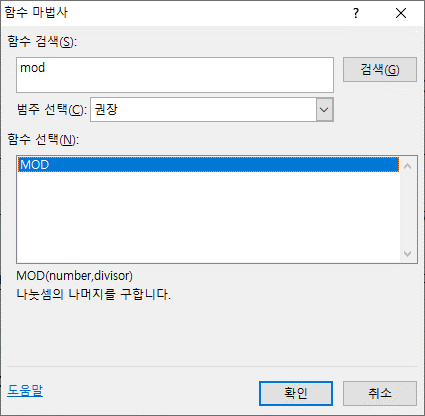 함수 마법사
? ×
함수 검색(S):
mod
검색(G)
범주 선택(C): 권장
함수 선택(N):
MOD
MOD(number,divisor)
나눗셈의 나머지를 구합니다.
도움말
확인
취소